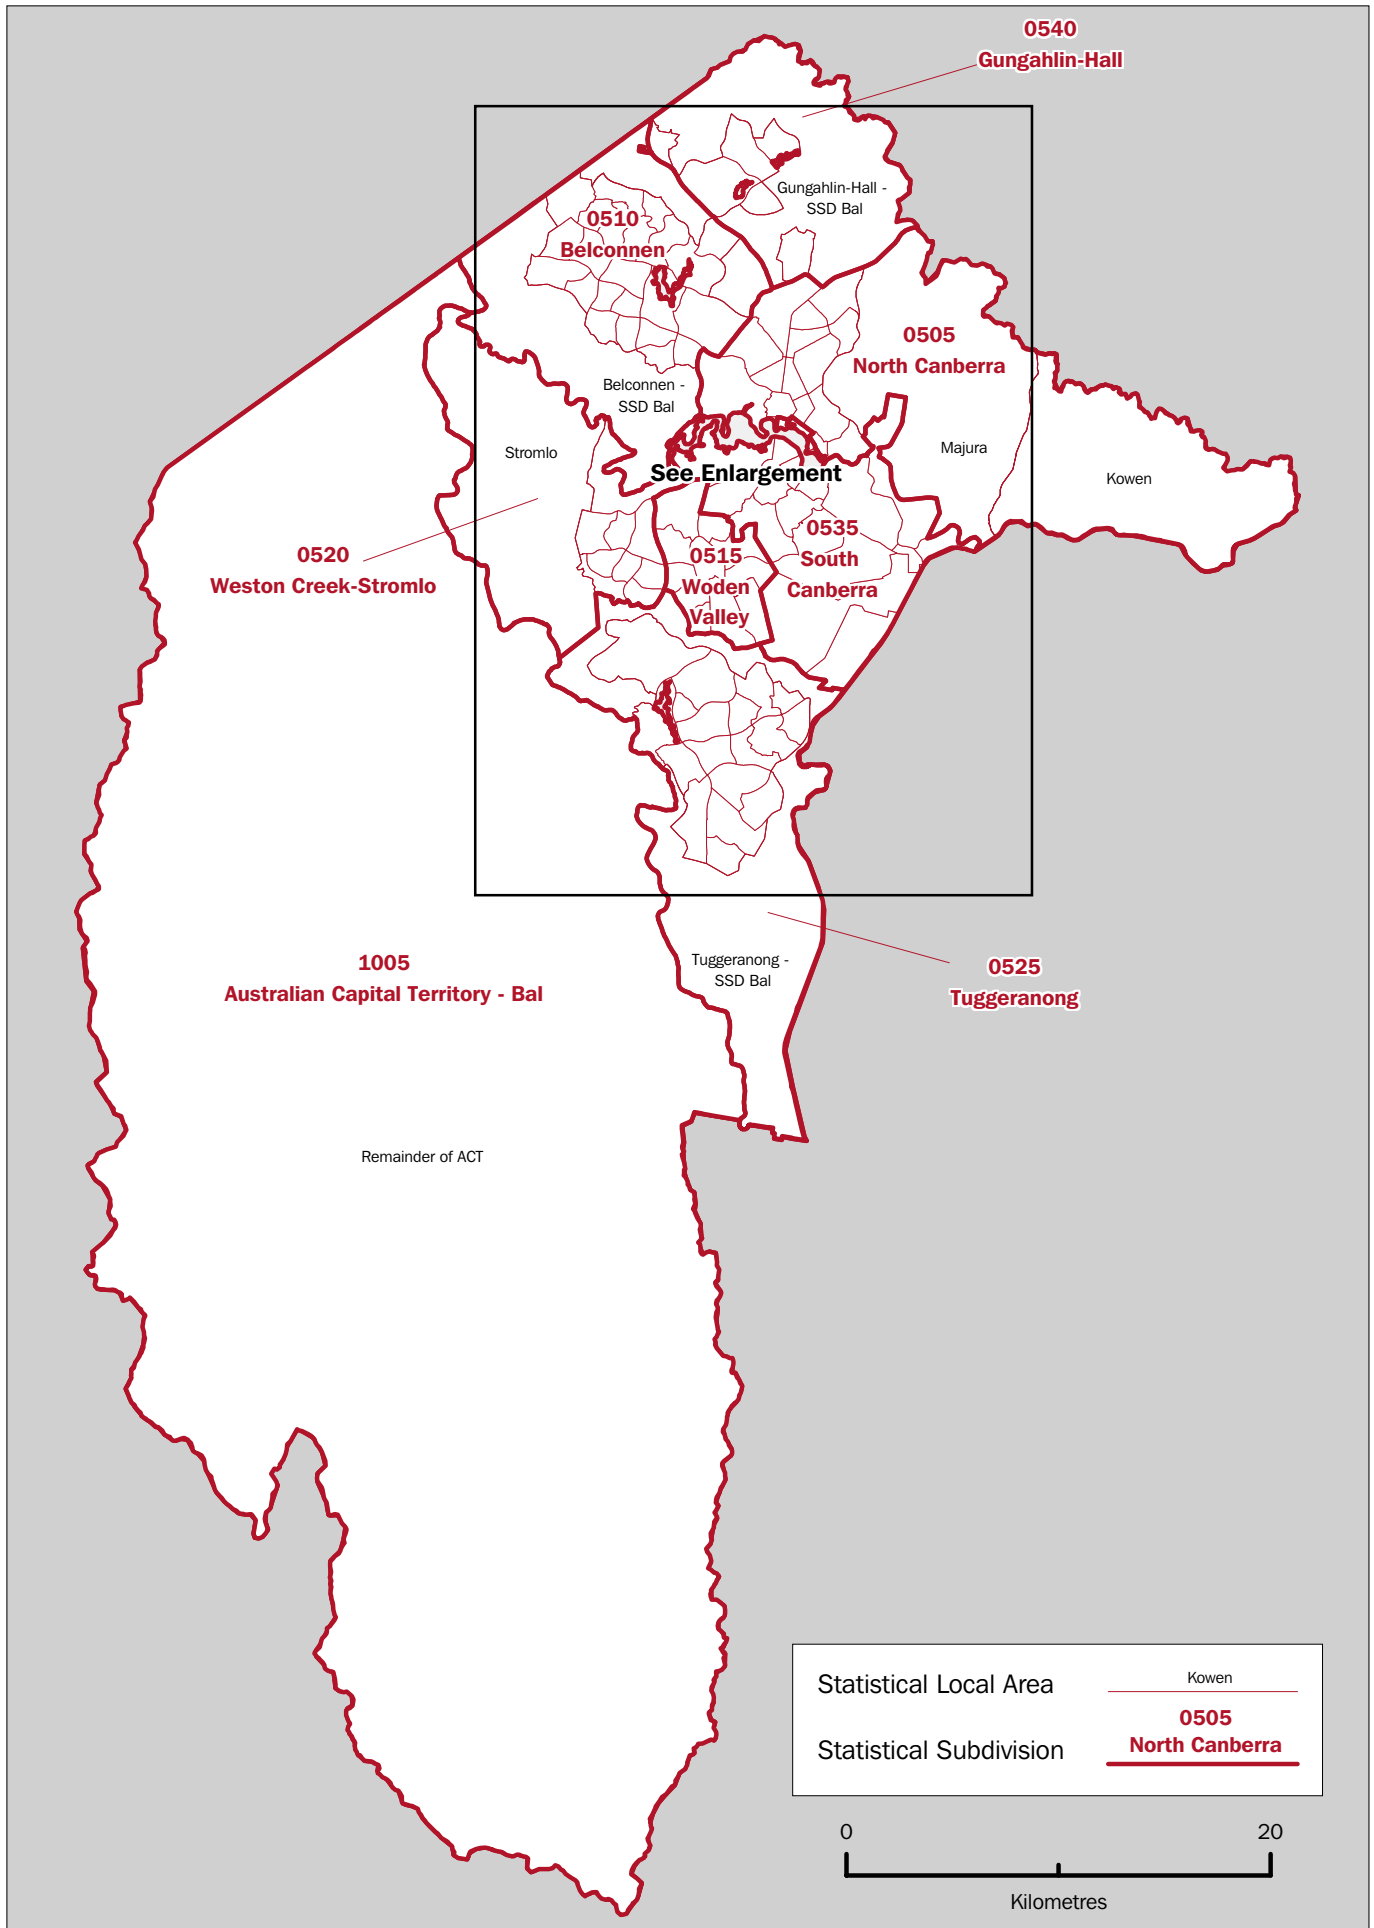 0540
Gungahlin-Hall
Gungahlin-Hall -
SSD Bal
0510
Belconnen
0505
North Canberra
Belconnen -
SSD Bal
Stromlo
Majura
See Enlargement
Kowen
0520
Weston Creek-Stromlo
0515
Woden
Valley
0535
South
Canberra
1005
Australian Capital Territory - Bal
Tuggeranong -
SSD Bal
0525
Tuggeranong
Remainder of ACT
Statistical Local Area
Kowen
Statistical Subdivision
0505
North Canberra
0
20
Kilometres